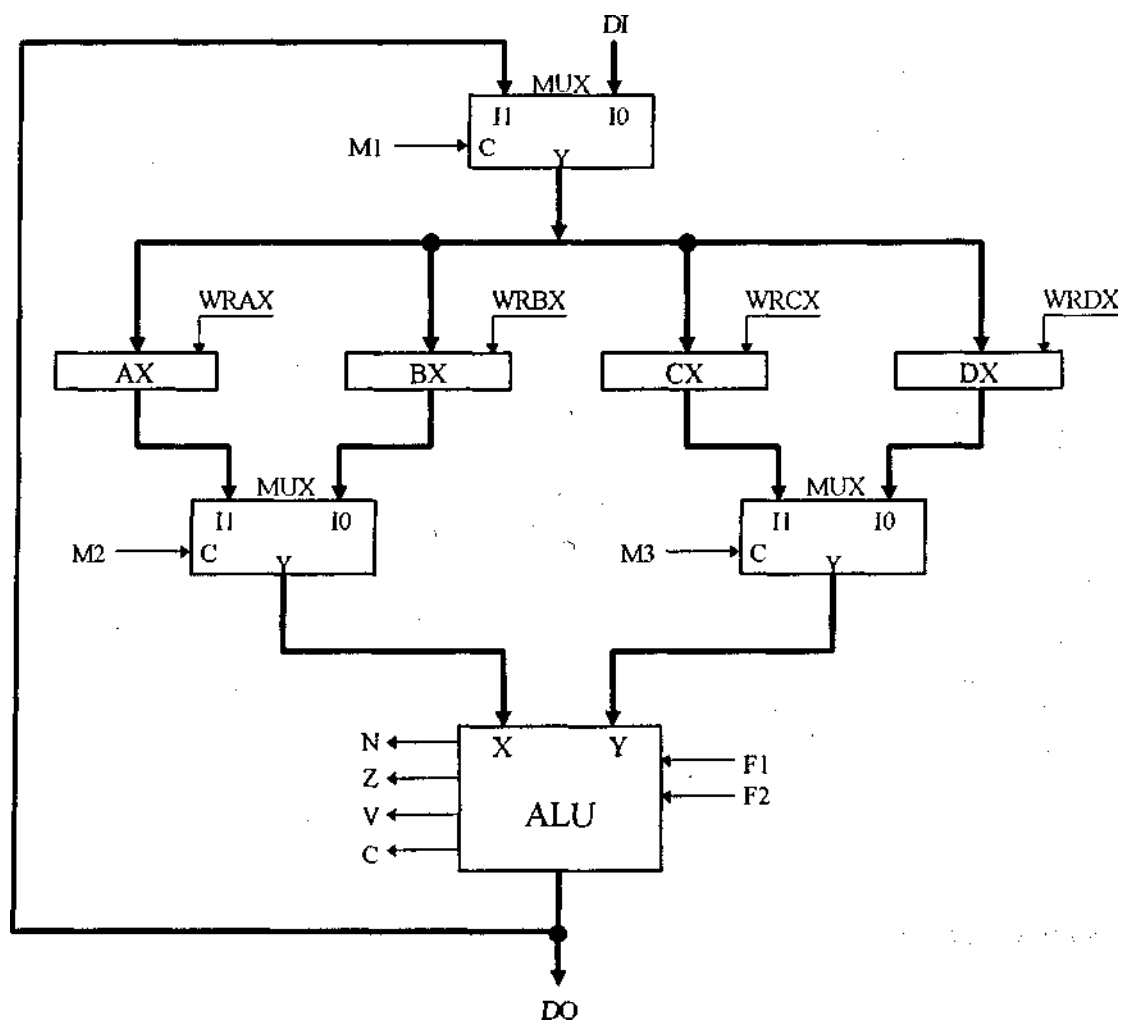 DI
MUX
I1 I0
M1 C
Y
WRAX WRBX WRCX WRDX
AX BX CX DX
MUX MUX
I1 I0 I1 I0
M2 C M3 C
Y Y
N X Y
F1
Z
F2
V ALU
C
DO